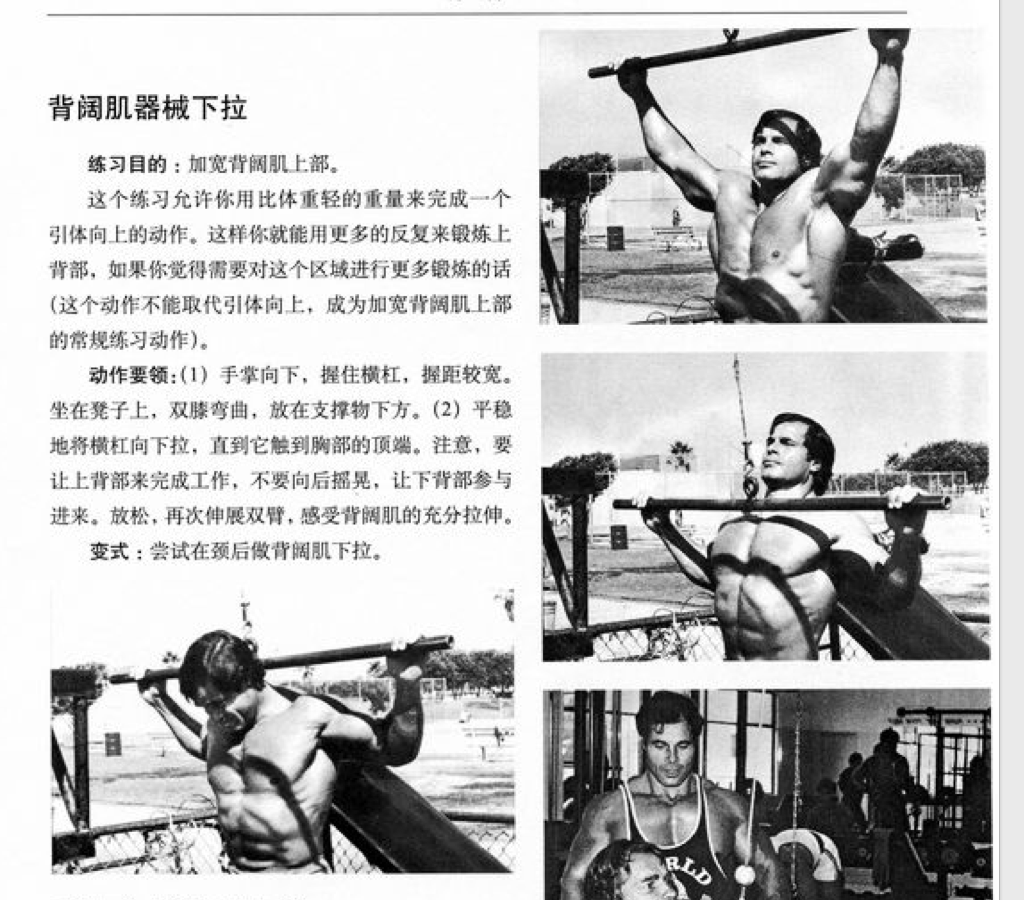 背阔肌器械下拉
练习目的：加宽背阔肌上部。
这个练习允许你用比体重轻的重量来完成一个
引体向上的动作。这样你就能用更多的反复来锻炼上
背部，如果你觉得需要对这个区域进行更多锻炼的话
(这个动作不能取代引体向上，成为加宽背阔肌上部
的常规练习动作)。
动作要领:(1) 手掌向下，握住横杠，握距较宽。
坐在凳子上，双膝弯曲，放在支撑物下方。(2) 平稳
地将横杠向下拉，直到它触到胸部的顶端。注意，要
让上背部来完成工作，不要向后摇晃，让下背部参与
进来。放松，再次伸展双臂，感受背阔肌的充分拉伸。
变式：尝试在颈后做背阔肌下拉。
RLD